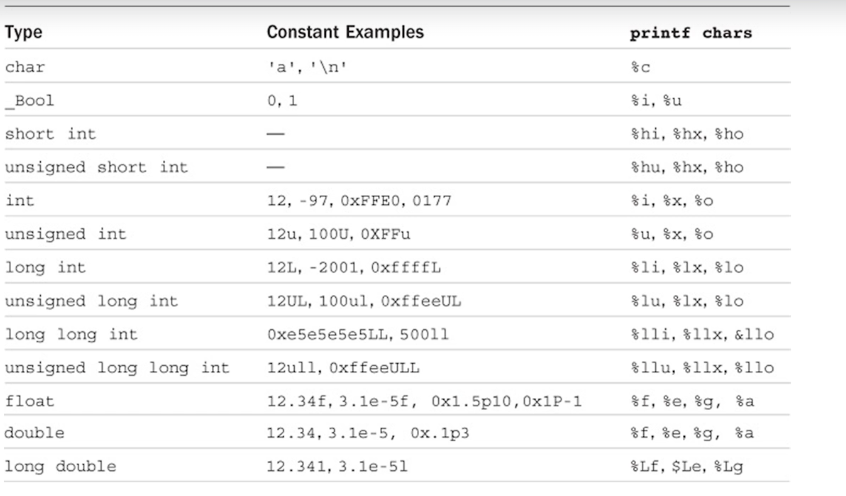 Type Constant Examples printf chars
char 'a', '\n' %c
_Bool 0, 1 %i, %u
short int — %hi, %hx, %ho
unsigned short int — %hu, %hx, %ho
int 12, -97, 0xFFE0, 0177 %i, %x, %o
unsigned int 12u, 100U, 0XFFu %u, %x, %o
long int 12L, -2001, 0xffffL %li, %lx, %lo
unsigned long int 12UL, 100ul, 0xffeeUL %lu, %lx, %lo
long long int 0xe5e5e5e5LL, 500ll %lli, %llx, &llo
unsigned long long int 12ull, 0xffeeULL %llu, %llx, %llo
float 12.34f, 3.1e-5f, 0x1.5p10, 0x1P-1 %f, %e, %g, %a
double 12.34, 3.1e-5, 0x.1p3 %f, %e, %g, %a
long double 12.34l, 3.1e-5l %Lf, $Le, %Lg